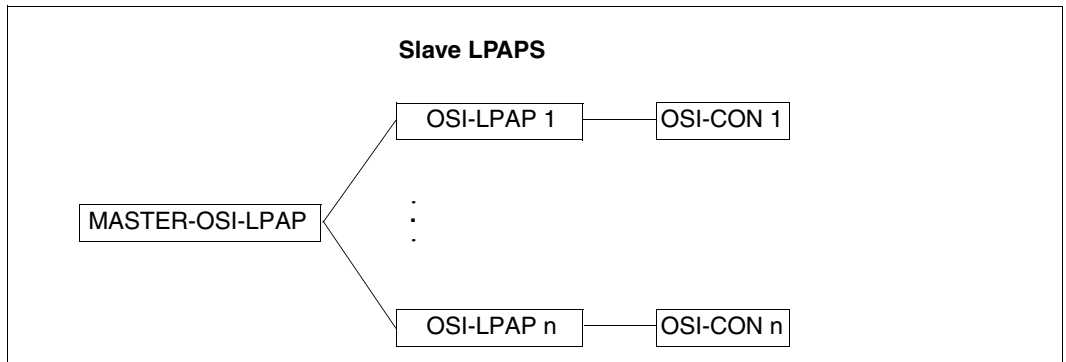 Slave LPAPS
OSI-LPAP 1
OSI-CON 1
.
.
.
MASTER-OSI-LPAP
OSI-LPAP n
OSI-CON n